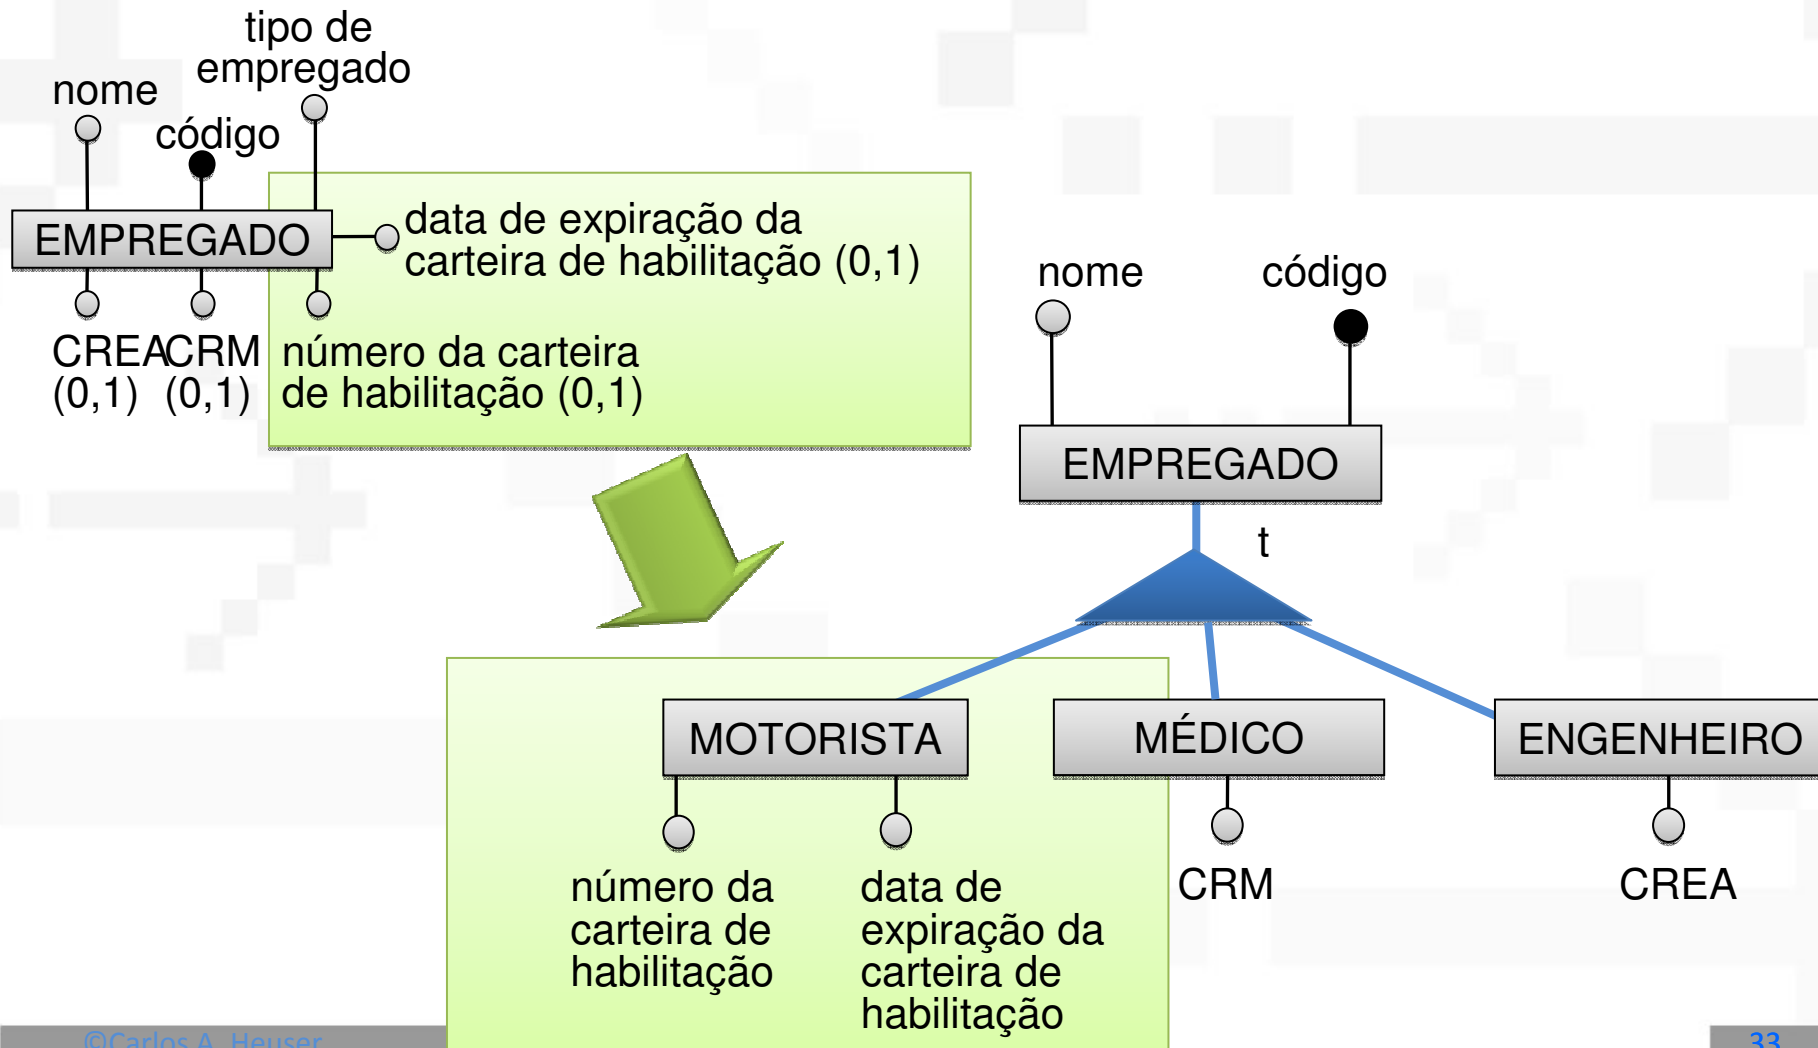 tipo de
empregado
nome
código
EMPREGADO
data de expiração da
carteira de habilitação (0,1)
CREA
(0,1)
CRM
(0,1)
número da carteira
de habilitação (0,1)
nome
código
EMPREGADO
t
MOTORISTA
MÉDICO
ENGENHEIRO
número da
carteira de
habilitação
data de
expiração da
carteira de
habilitação
CRM
CREA
©Carlos A. Heuser
33